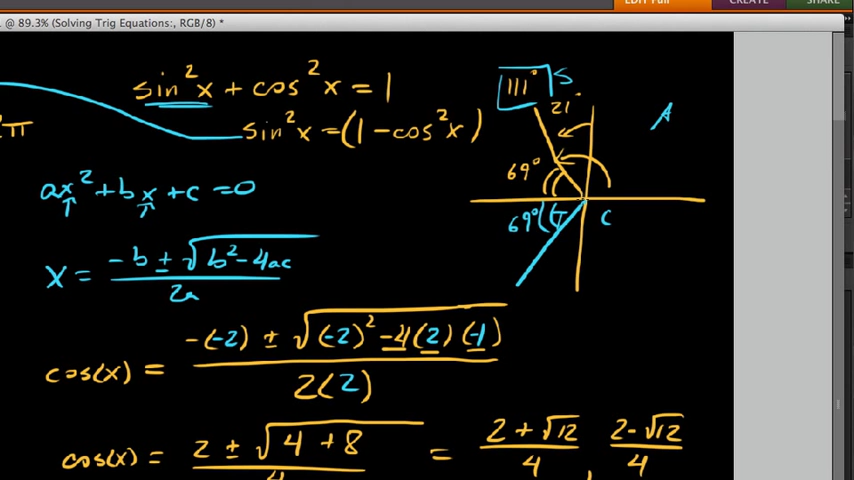 EDIT Full CREATE SHARE
@ 89.3% (Solving Trig Equations:, RGB/8) *
sin²x + cos²x = 1
111° S
21
A
2π
sin²x = (1 - cos²x)
69°
ax² + bx + c = 0
69° T C
x = (-b ± √(b² - 4ac)) / 2a
cos(x) = (-(-2) ± √((-2)² - 4(2)(-1))) / 2(2)
cos(x) = (2 ± √(4 + 8)) / 4 = (2 + √12) / 4 , (2 - √12) / 4